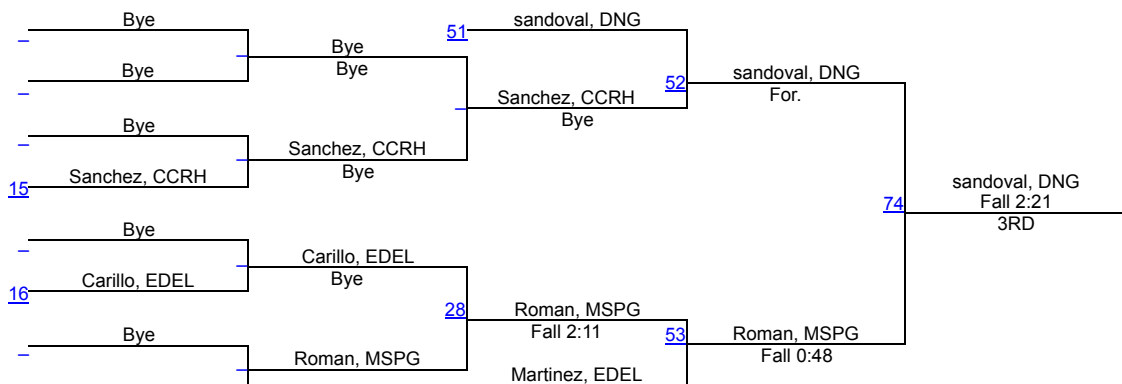 Bye
_
sandoval, DNG
51
Bye
_
Bye
Bye
_
sandoval, DNG
52
For.
Sanchez, CCRH
_
Bye
Bye
_
Sanchez, CCRH
_
Bye
Sanchez, CCRH
15
sandoval, DNG
74
Fall 2:21
3RD
Bye
_
Carillo, EDEL
_
Bye
Carillo, EDEL
16
Roman, MSPG
28
Fall 2:11
Roman, MSPG
53
Fall 0:48
Bye
_
Roman, MSPG
Martinez, EDEL